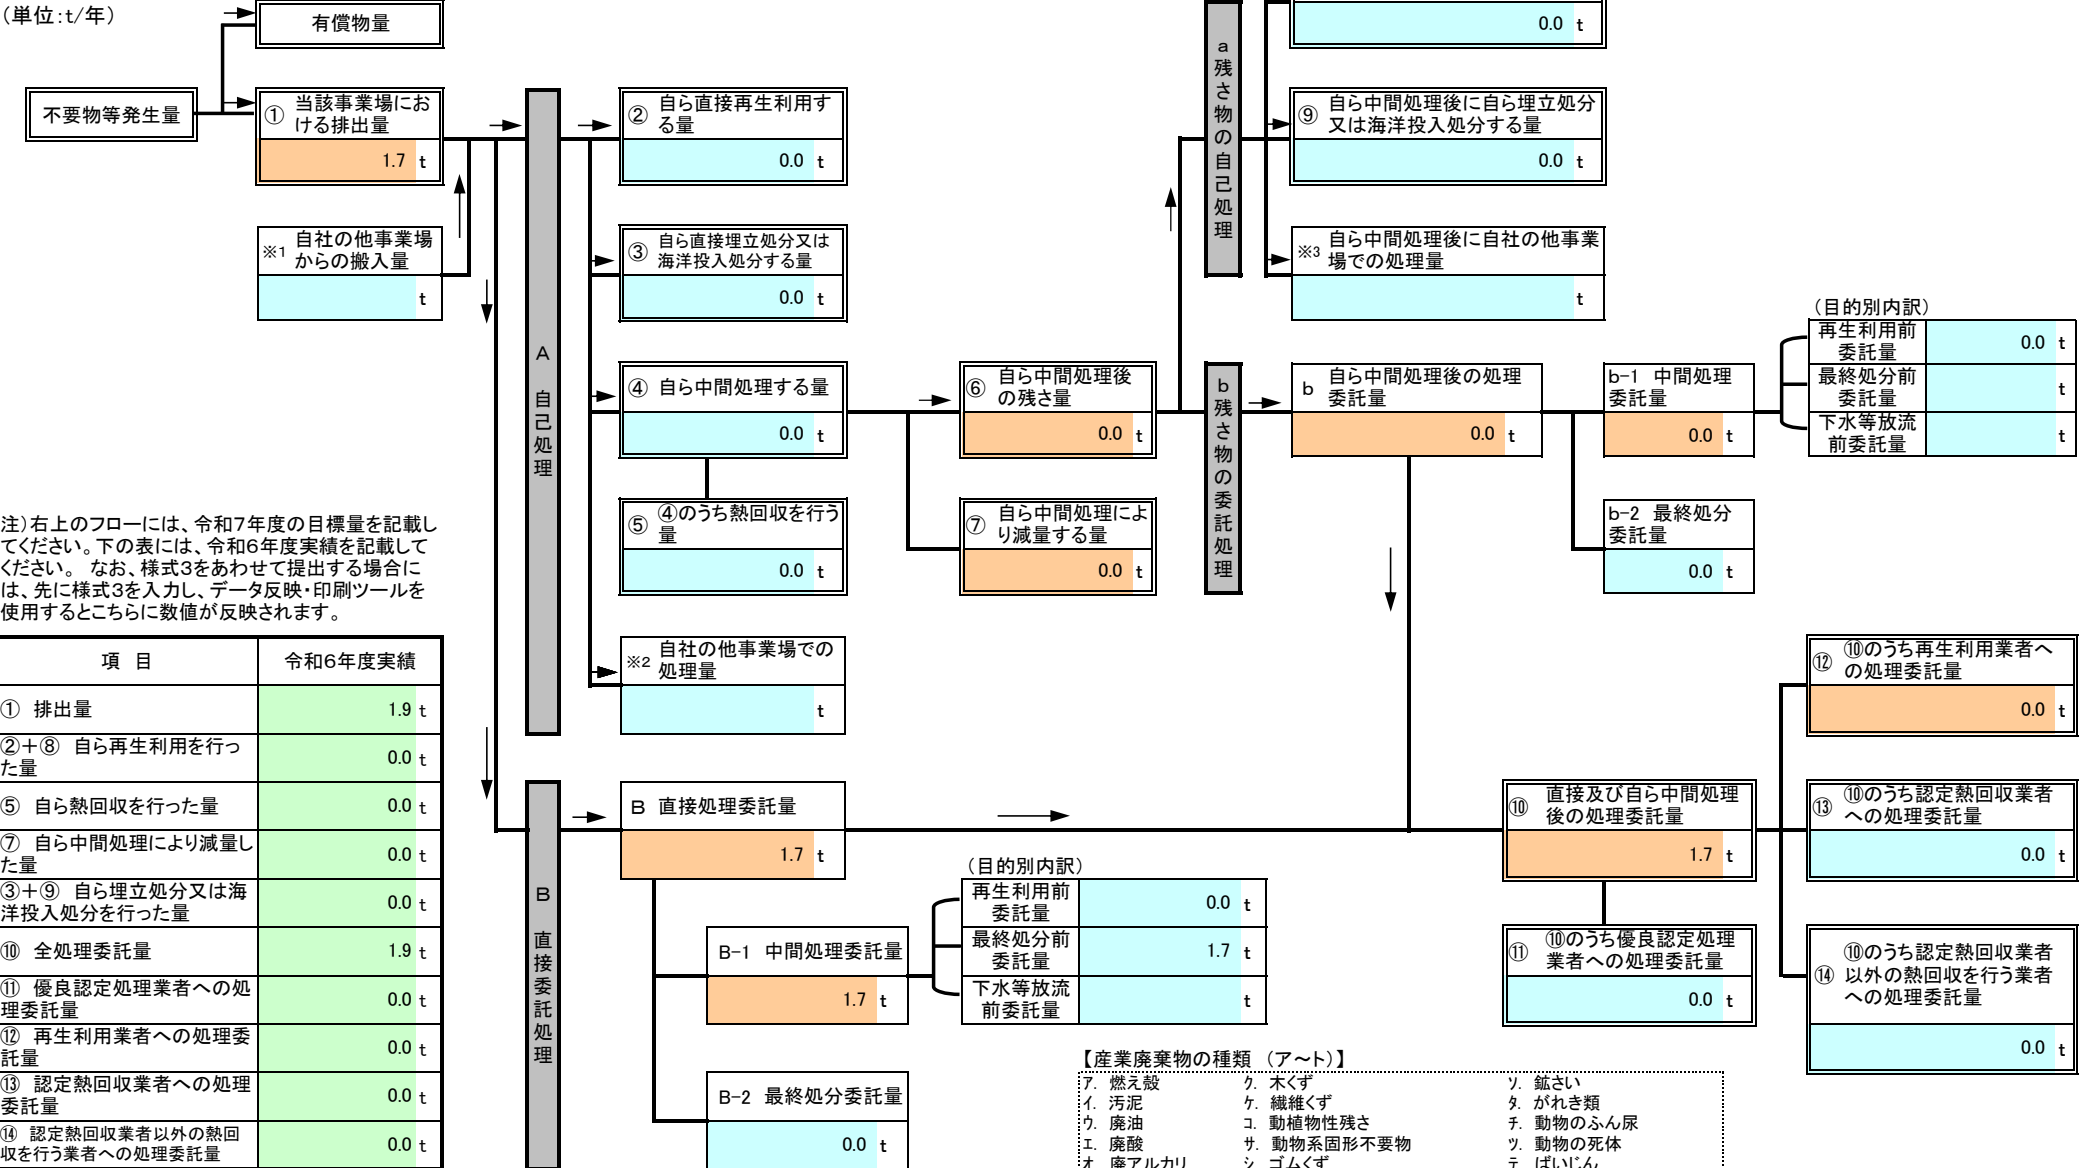 （単位:t/年）
有償物量
不要物等発生量
① 当該事業場にお
ける排出量
1.7 t
※1 自社の他事業場
からの搬入量
t
A 自己処理
② 自ら直接再生利用す
る量
0.0 t
③ 自ら直接埋立処分又は
海洋投入処分する量
0.0 t
④ 自ら中間処理する量
0.0 t
⑤ ④のうち熱回収を行う
量
0.0 t
※2 自社の他事業場での
処理量
t
⑥ 自ら中間処理後
の残さ量
0.0 t
⑦ 自ら中間処理によ
り減量する量
0.0 t
a 残さ物の自己処理
0.0 t
⑨ 自ら中間処理後に自ら埋立処分
又は海洋投入処分する量
0.0 t
※3 自ら中間処理後に自社の他事業
場での処理量
t
b 残さ物の委託処理
b 自ら中間処理後の処理
委託量
0.0 t
b-1 中間処理
委託量
0.0 t
b-2 最終処分
委託量
0.0 t
（目的別内訳）
再生利用前
委託量 0.0 t
最終処分前
委託量 t
下水等放流
前委託量 t
注）右上のフローには、令和7年度の目標量を記載し
てください。下の表には、令和6年度実績を記載して
ください。 なお、様式3をあわせて提出する場合に
は、先に様式3を入力し、データ反映・印刷ツールを
使用するとこちらに数値が反映されます。
項 目 令和6年度実績
① 排出量 1.9 t
②＋⑧ 自ら再生利用を行っ
た量 0.0 t
⑤ 自ら熱回収を行った量 0.0 t
⑦ 自ら中間処理により減量し
た量 0.0 t
③＋⑨ 自ら埋立処分又は海
洋投入処分を行った量 0.0 t
⑩ 全処理委託量 1.9 t
⑪ 優良認定処理業者への処
理委託量 0.0 t
⑫ 再生利用業者への処理委
託量 0.0 t
⑬ 認定熱回収業者への処理
委託量 0.0 t
⑭ 認定熱回収業者以外の熱回
収を行う業者への処理委託量 0.0 t
B 直接委託処理
B 直接処理委託量
1.7 t
B-1 中間処理委託量
1.7 t
B-2 最終処分委託量
0.0 t
（目的別内訳）
再生利用前
委託量 0.0 t
最終処分前
委託量 1.7 t
下水等放流
前委託量 t
⑩ 直接及び自ら中間処理
後の処理委託量
1.7 t
⑪ ⑩のうち優良認定処理
業者への処理委託量
0.0 t
⑫ ⑩のうち再生利用業者へ
の処理委託量
0.0 t
⑬ ⑩のうち認定熱回収業者
への処理委託量
0.0 t
⑭ ⑩のうち認定熱回収業者
以外の熱回収を行う業者
への処理委託量
0.0 t
【産業廃棄物の種類 （ア～ト）】
ア. 燃え殻 ク. 木くず ソ. 鉱さい
イ. 汚泥 ケ. 繊維くず タ. がれき類
ウ. 廃油 コ. 動植物性残さ チ. 動物のふん尿
エ. 廃酸 サ. 動物系固形不要物 ツ. 動物の死体
オ. 廃アルカリ シ. ゴムくず テ. ばいじん